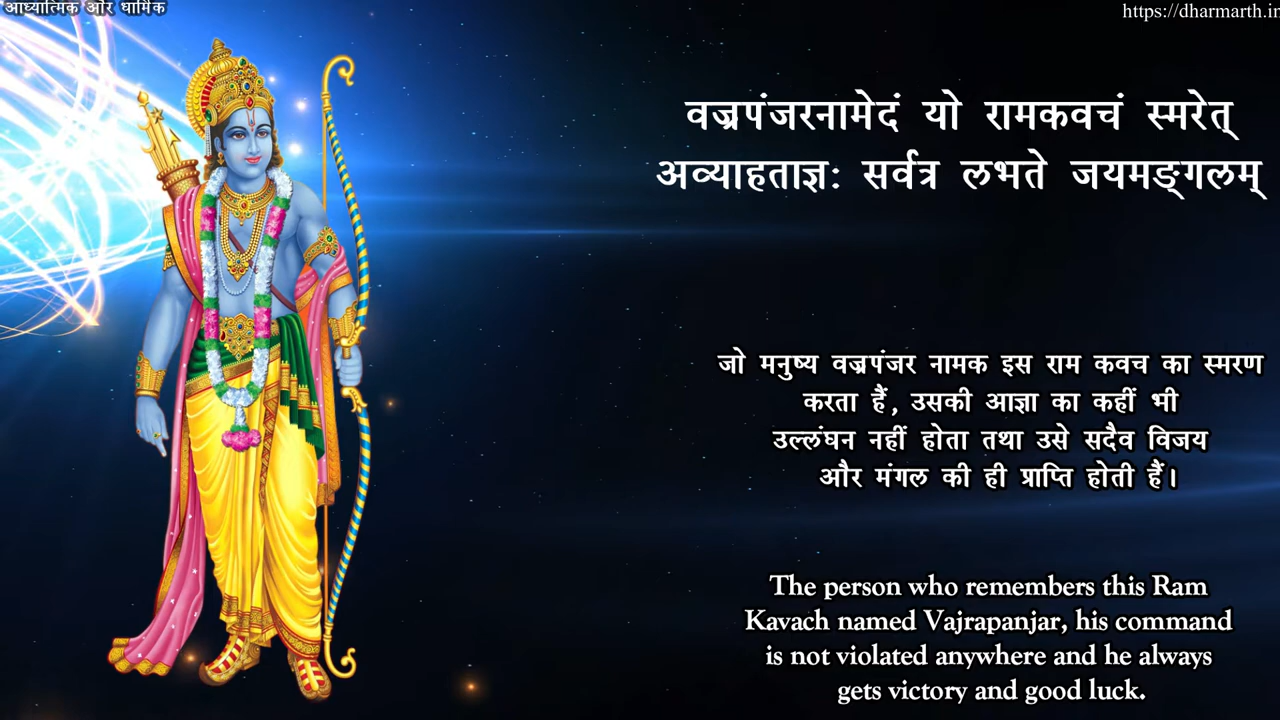 आध्यात्मिक और धार्मिक
https://dharmarth.in
वज्रपंजरनामेदं यो रामकवचं स्मरेत्
अव्याहताज्ञः सर्वत्र लभते जयमङ्गलम्
जो मनुष्य वज्रपंजर नामक इस राम कवच का स्मरण
करता हैं, उसकी आज्ञा का कहीं भी
उल्लंघन नहीं होता तथा उसे सदैव विजय
और मंगल की ही प्राप्ति होती हैं।
The person who remembers this Ram
Kavach named Vajrapanjar, his command
is not violated anywhere and he always
gets victory and good luck.